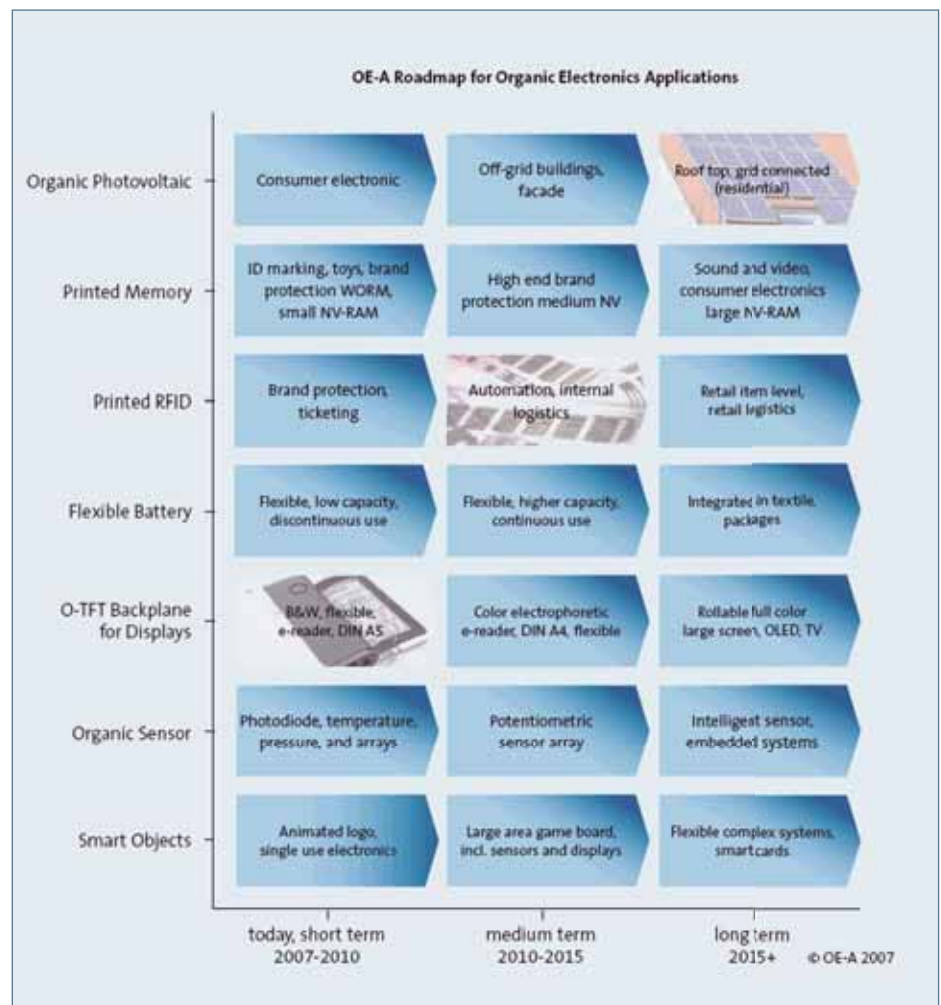 OE-A Roadmap for Organic Electronics Applications
Organic Photovoltaic
Consumer electronic
Off-grid buildings,
facade
Roof top, grid connected
(residential)
Printed Memory
ID marking, toys, brand
protection WORM,
small NV-RAM
High end brand
protection medium NV
Sound and video,
consumer electronics
large NV-RAM
Printed RFID
Brand protection,
ticketing
Automation, internal
logistics
Retail item level,
retail logistics
Flexible Battery
Flexible, low capacity,
discontinuous use
Flexible, higher capacity,
continuous use
Integrated in textile,
packages
O-TFT Backplane
for Displays
B&W, flexible,
e-reader, DIN A5
Color electrophoretic
e-reader, DIN A4, flexible
Rollable full color
large screen, OLED, TV
Organic Sensor
Photodiode, temperature,
pressure, and arrays
Potentiometric
sensor array
Intelligent sensor,
embedded systems
Smart Objects
Animated logo,
single use electronics
Large area game board,
incl. sensors and displays
Flexible complex systems,
smartcards
today, short term
2007-2010
medium term
2010-2015
long term
2015+
© OE-A 2007